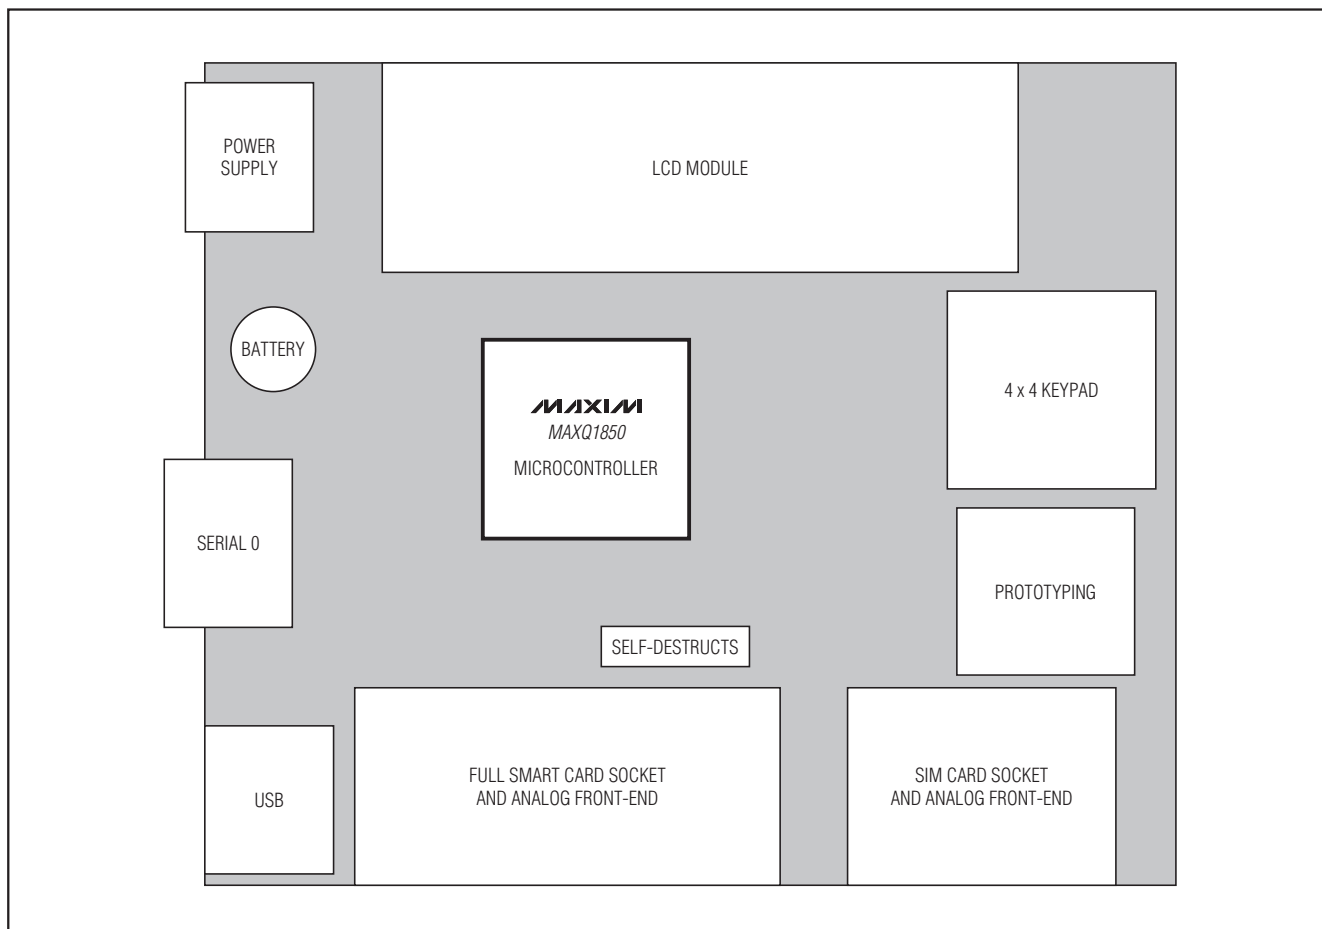 POWER
SUPPLY
LCD MODULE
BATTERY
MAXIM
MAXQ1850
MICROCONTROLLER
4 x 4 KEYPAD
SERIAL 0
PROTOTYPING
SELF-DESTRUCTS
USB
FULL SMART CARD SOCKET
AND ANALOG FRONT-END
SIM CARD SOCKET
AND ANALOG FRONT-END